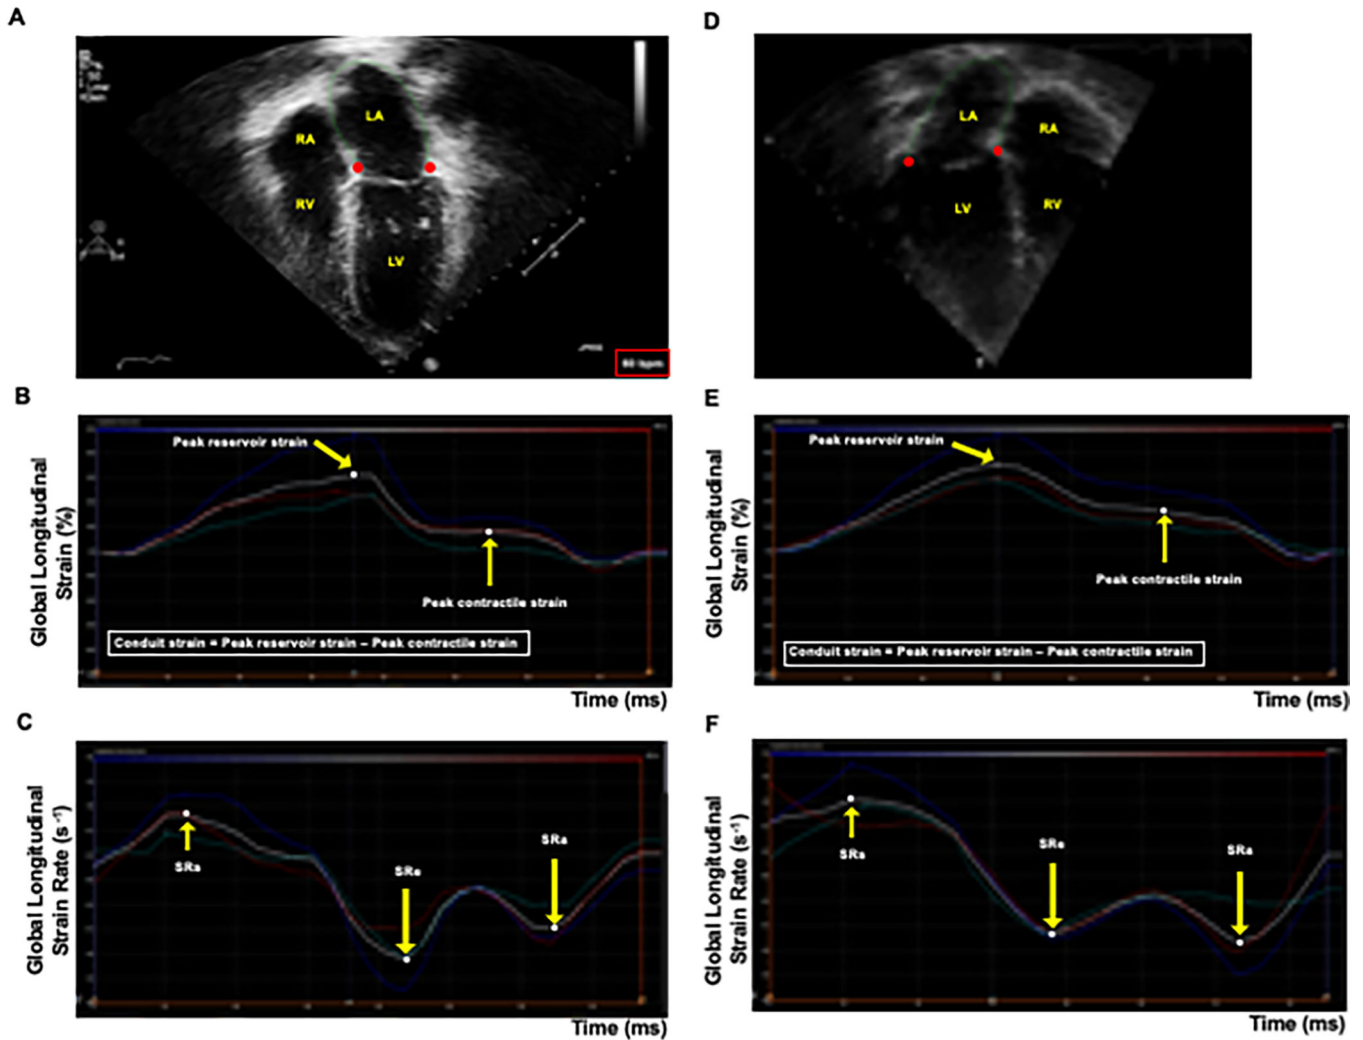 A
LA
RA
RV
LV
60 bpm
D
LA
RA
LV
RV
B
Global Longitudinal
Strain (%)
Peak reservoir strain
Peak contractile strain
Conduit strain = Peak reservoir strain – Peak contractile strain
Time (ms)
E
Global Longitudinal
Strain (%)
Peak reservoir strain
Peak contractile strain
Conduit strain = Peak reservoir strain – Peak contractile strain
Time (ms)
C
Global Longitudinal
Strain Rate (s⁻¹)
SRs
SRe
SRa
Time (ms)
F
Global Longitudinal
Strain Rate (s⁻¹)
SRs
SRe
SRa
Time (ms)